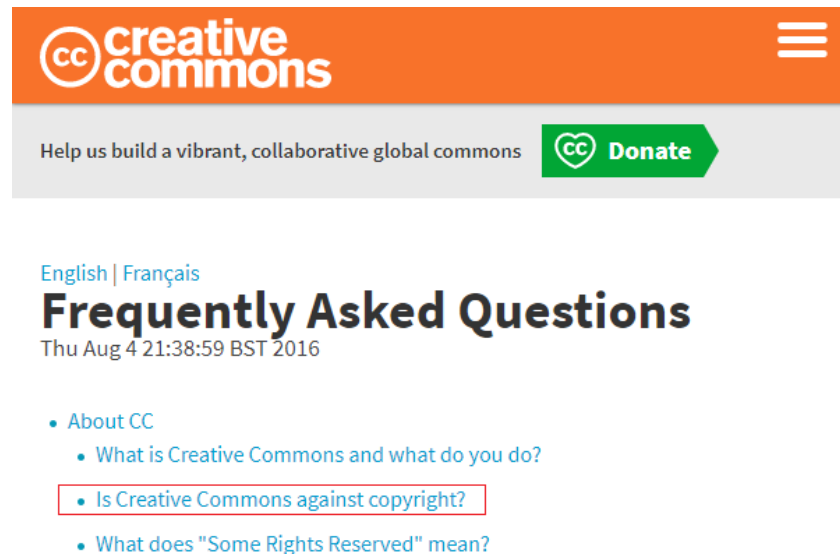 cc creative
commons
Help us build a vibrant, collaborative global commons
cc Donate
English | Français
Frequently Asked Questions
Thu Aug 4 21:38:59 BST 2016
• About CC
• What is Creative Commons and what do you do?
• Is Creative Commons against copyright?
• What does "Some Rights Reserved" mean?